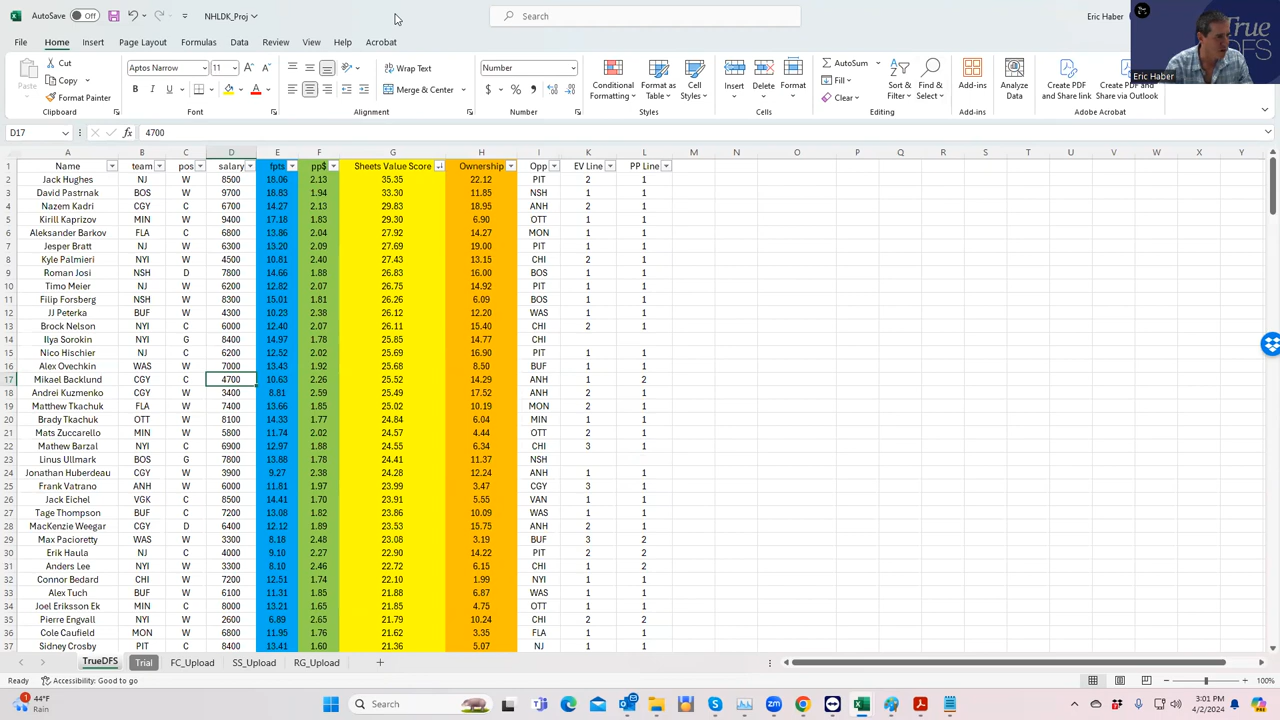 AutoSave Off NHLDK_Proj Search Eric Haber
True DFS
Eric Haber
File Home Insert Page Layout Formulas Data Review View Help Acrobat
Paste Cut Copy Format Painter Clipboard
Aptos Narrow 11 B I U Font
Wrap Text Merge & Center Alignment
Number $ % Number
Conditional Formatting Format as Table Cell Styles Styles
Insert Delete Format Cells
AutoSum Fill Clear Sort & Filter Find & Select Editing
Add-ins Add-ins
Analyze Data
Create PDF and Share link Create PDF and Share via Outlook Adobe Acrobat
D17 fx 4700
A B C D E F G H I J K L M N O P Q R S T U V W X Y
1 Name team pos salary fpts pp$ Sheets Value Score Ownership Opp EV Line PP Line
2 Jack Hughes NJ W 8500 18.06 2.13 35.35 22.12 PIT 2 1
3 David Pastrnak BOS W 9700 18.83 1.94 33.30 11.85 NSH 1 1
4 Nazem Kadri CGY C 6700 14.27 2.13 29.83 18.95 ANH 2 1
5 Kirill Kaprizov MIN W 9400 17.18 1.83 29.30 6.90 OTT 1 1
6 Aleksander Barkov FLA C 6800 13.86 2.04 27.92 14.27 MON 1 1
7 Jesper Bratt NJ W 6300 13.20 2.09 27.69 19.00 PIT 1 1
8 Kyle Palmieri NYI W 4500 10.81 2.40 27.43 13.15 CHI 2 1
9 Roman Josi NSH D 7800 14.66 1.88 26.83 16.00 BOS 1 1
10 Timo Meier NJ W 6200 12.82 2.07 26.75 14.92 PIT 1 1
11 Filip Forsberg NSH W 8300 15.01 1.81 26.26 6.09 BOS 1 1
12 JJ Peterka BUF W 4300 10.23 2.38 26.12 12.20 WAS 1 1
13 Brock Nelson NYI C 6000 12.40 2.07 26.11 15.40 CHI 2 1
14 Ilya Sorokin NYI G 8400 14.97 1.78 25.85 14.77 CHI
15 Nico Hischier NJ C 6200 12.52 2.02 25.69 16.90 PIT 1 1
16 Alex Ovechkin WAS W 7000 13.43 1.92 25.68 8.50 BUF 1 1
17 Mikael Backlund CGY C 4700 10.63 2.26 25.52 14.29 ANH 1 2
18 Andrei Kuzmenko CGY W 3400 8.81 2.59 25.49 17.52 ANH 2 1
19 Matthew Tkachuk FLA W 7400 13.66 1.85 25.02 10.19 MON 2 1
20 Brady Tkachuk OTT W 8100 14.33 1.77 24.84 6.04 MIN 1 1
21 Mats Zuccarello MIN W 5800 11.74 2.02 24.57 4.44 OTT 2 1
22 Mathew Barzal NYI C 6900 12.97 1.88 24.55 6.34 CHI 3 1
23 Linus Ullmark BOS G 7800 13.88 1.78 24.41 11.37 NSH
24 Jonathan Huberdeau CGY W 3900 9.27 2.38 24.28 12.24 ANH 1 1
25 Frank Vatrano ANH W 6000 11.81 1.97 23.99 3.47 CGY 3 1
26 Jack Eichel VGK C 8500 14.41 1.70 23.91 5.55 VAN 1 1
27 Tage Thompson BUF C 7200 13.08 1.82 23.86 10.09 WAS 1 1
28 MacKenzie Weegar CGY D 6400 12.12 1.89 23.53 15.75 ANH 2 1
29 Max Pacioretty WAS W 3300 8.18 2.48 23.08 3.19 BUF 3 2
30 Erik Haula NJ C 4000 9.10 2.27 22.90 14.22 PIT 2 2
31 Anders Lee NYI W 3300 8.10 2.46 22.72 6.15 CHI 1 2
32 Connor Bedard CHI C 7200 12.51 1.74 22.10 1.99 NYI 1 1
33 Alex Tuch BUF W 6100 11.31 1.85 21.88 6.87 WAS 1 1
34 Joel Eriksson Ek MIN C 8000 13.21 1.65 21.85 4.75 OTT 1 1
35 Pierre Engvall NYI W 2600 6.89 2.65 21.79 10.24 CHI 2 2
36 Cole Caufield MON W 6800 11.95 1.76 21.62 3.35 FLA 1 1
37 Sidney Crosby PIT C 8400 13.41 1.60 21.36 5.07 NJ 1 1
TrueDFS Trial FC_Upload SS_Upload RG_Upload +
Ready Accessibility: Good to go 100%
44°F Rain Search 3:01 PM 4/2/2024